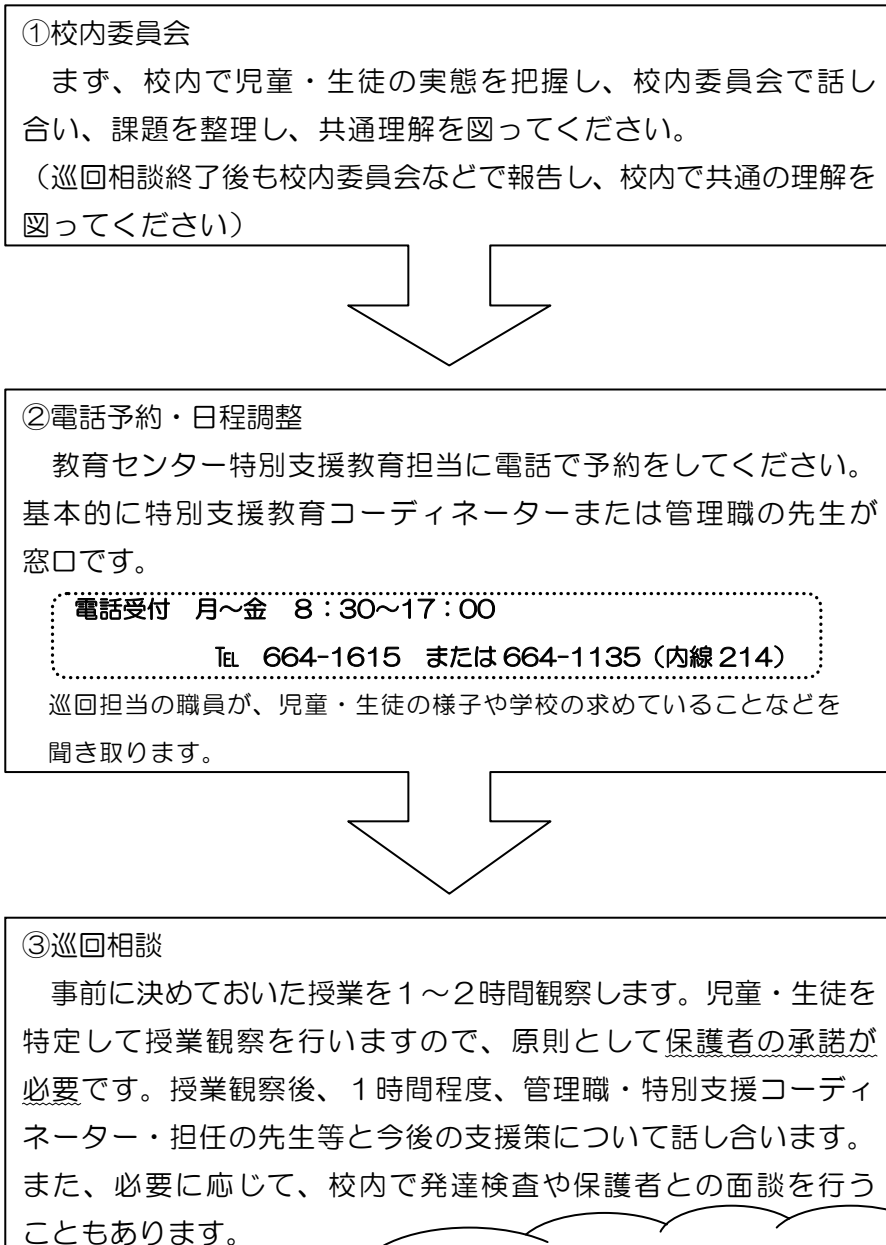 ①校内委員会
　まず、校内で児童・生徒の実態を把握し、校内委員会で話し
合い、課題を整理し、共通理解を図ってください。
（巡回相談終了後も校内委員会などで報告し、校内で共通の理解を
図ってください）
②電話予約・日程調整
　教育センター特別支援教育担当に電話で予約をしてください。
基本的に特別支援教育コーディネーターまたは管理職の先生が
窓口です。
電話受付　月～金　８：３０～１７：００
℡　664-1615　または 664-1135（内線 214）
巡回担当の職員が、児童・生徒の様子や学校の求めていることなどを
聞き取ります。
③巡回相談
　事前に決めておいた授業を１～２時間観察します。児童・生徒を
特定して授業観察を行いますので、原則として保護者の承諾が
必要です。授業観察後、１時間程度、管理職・特別支援コーディ
ネーター・担任の先生等と今後の支援策について話し合います。
また、必要に応じて、校内で発達検査や保護者との面談を行う
こともあります。